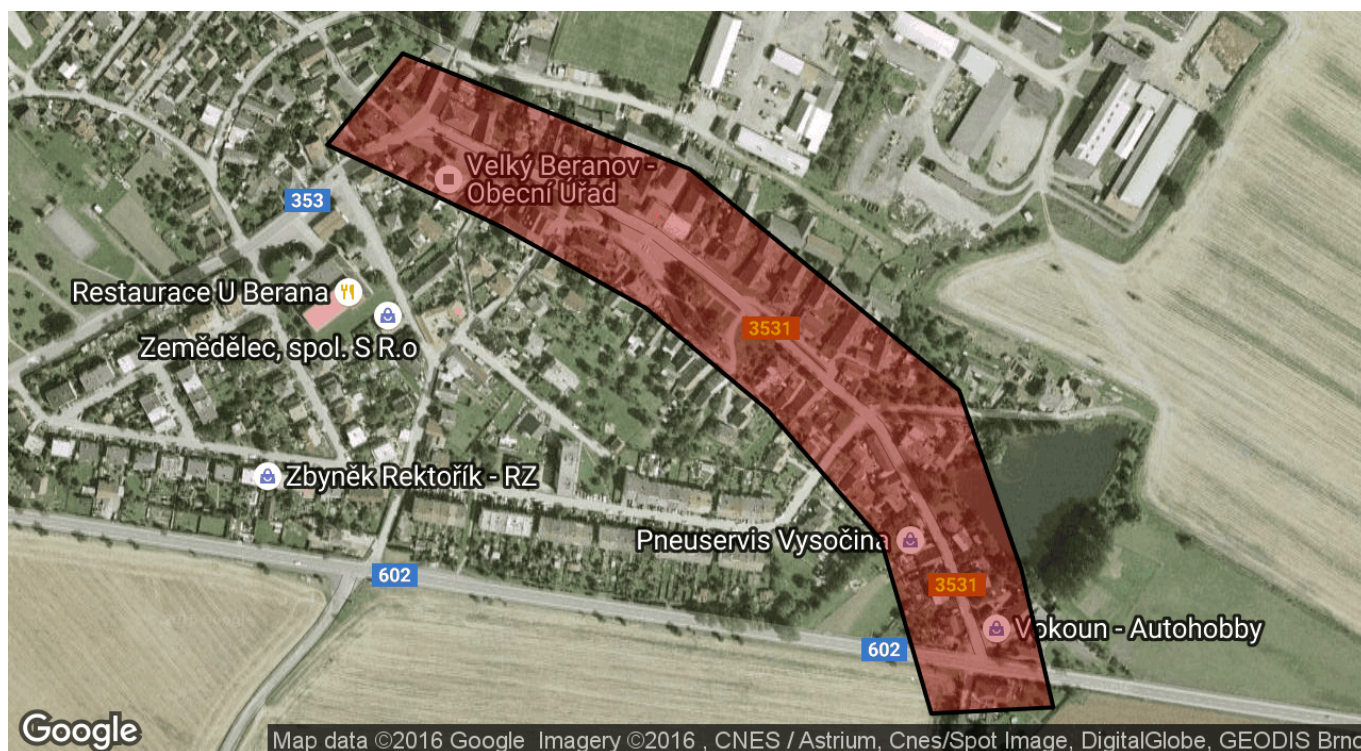 Velký Beranov -
Obecní Úřad
353
Restaurace U Berana
3531
Zemědělec, spol. S R.o
Zbyněk Rektořík - RZ
Pneuservis Vysočina
602
3531
Vokoun - Autohobby
602
Google
Map data ©2016 Google Imagery ©2016 , CNES / Astrium, Cnes/Spot Image, DigitalGlobe, GEODIS Brno